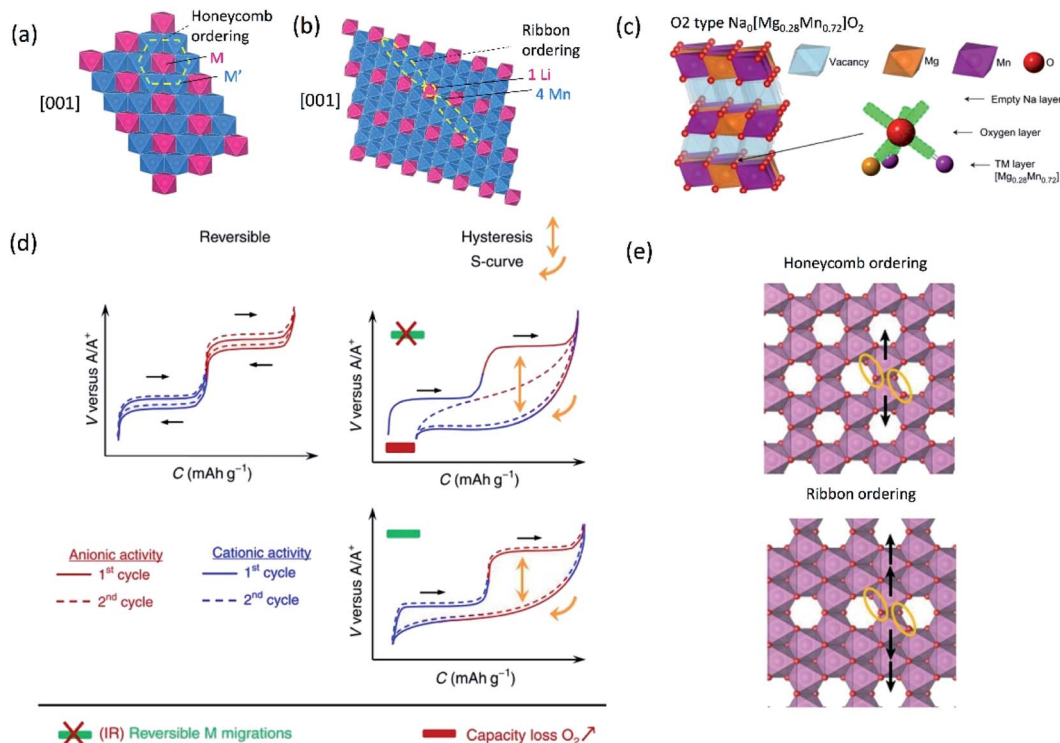 (a)
Honeycomb
ordering
M
M'
[001]
(b)
Ribbon
ordering
1 Li
4 Mn
[001]
(c)
O2 type Na₀[Mg₀.₂₈Mn₀.₇₂]O₂
Vacancy
Mg
Mn
O
Empty Na layer
Oxygen layer
TM layer
[Mg₀.₂₈Mn₀.₇₂]
(d)
Reversible
Hysteresis
S-curve
V versus A/A⁺
C (mAh g⁻¹)
V versus A/A⁺
C (mAh g⁻¹)
Anionic activity
1ˢᵗ cycle
2ⁿᵈ cycle
Cationic activity
1ˢᵗ cycle
2ⁿᵈ cycle
V versus A/A⁺
C (mAh g⁻¹)
(IR) Reversible M migrations
Capacity loss O₂↗
(e)
Honeycomb ordering
Ribbon ordering